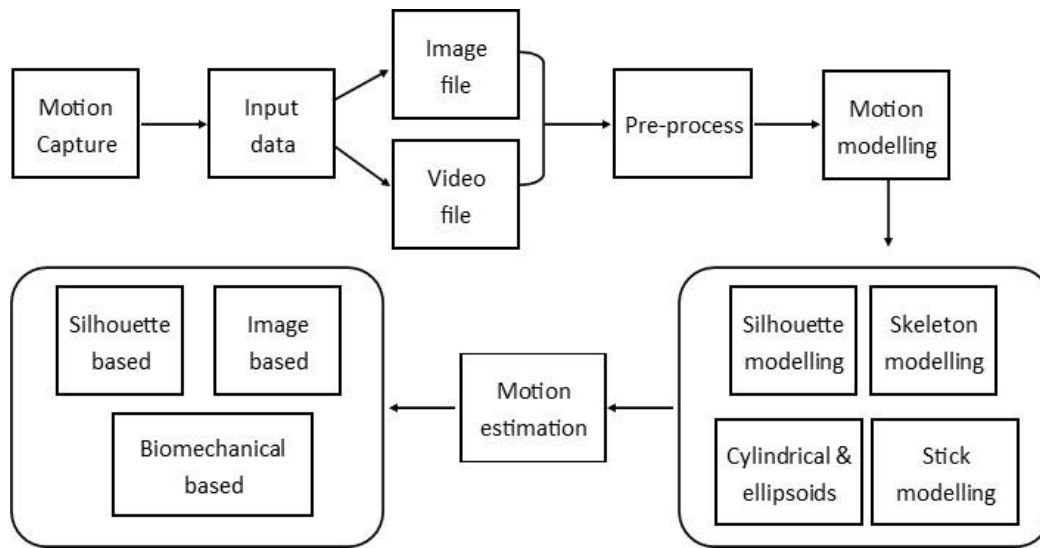 Motion
Capture
Input
data
Image
file
Video
file
Pre-process
Motion
modelling
Silhouette
modelling
Skeleton
modelling
Cylindrical &
ellipsoids
Stick
modelling
Motion
estimation
Silhouette
based
Image
based
Biomechanical
based